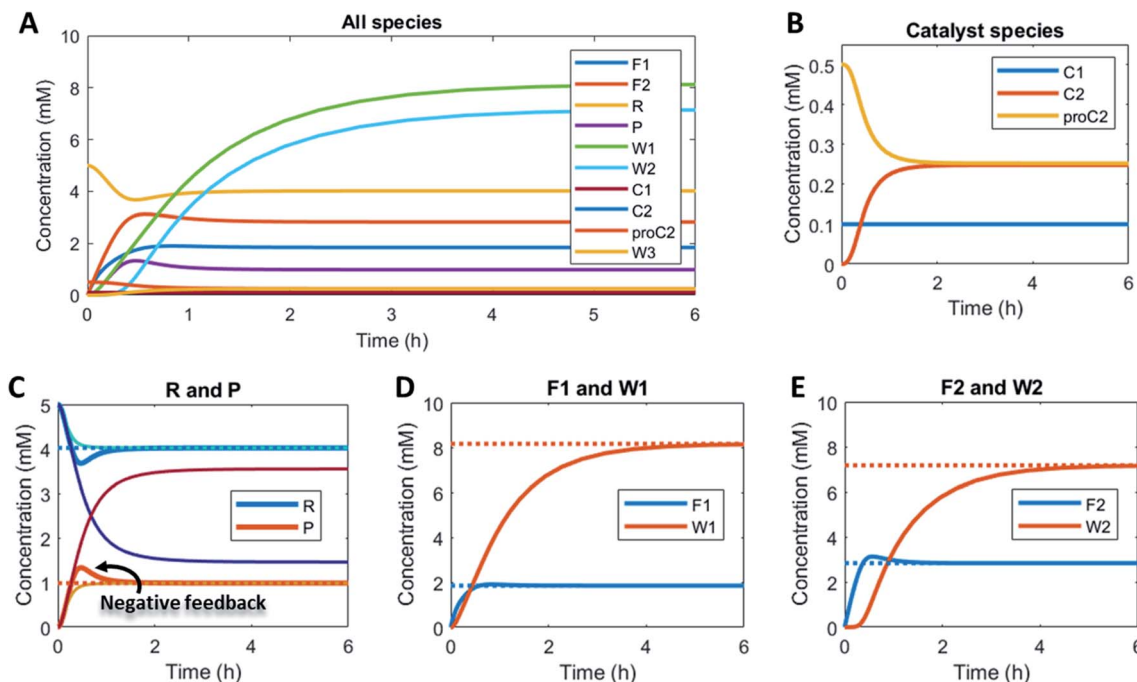 A
All species
Concentration (mM)
10
8
6
4
2
0
0 1 2 3 4 5 6
Time (h)
F1
F2
R
P
W1
W2
C1
C2
proC2
W3
B
Catalyst species
Concentration (mM)
0.5
0.4
0.3
0.2
0.1
0
0 2 4 6
Time (h)
C1
C2
proC2
C
R and P
Concentration (mM)
5
4
3
2
1
0
0 2 4 6
Time (h)
R
P
Negative feedback
D
F1 and W1
Concentration (mM)
10
8
6
4
2
0
0 2 4 6
Time (h)
F1
W1
E
F2 and W2
Concentration (mM)
10
8
6
4
2
0
0 2 4 6
Time (h)
F2
W2